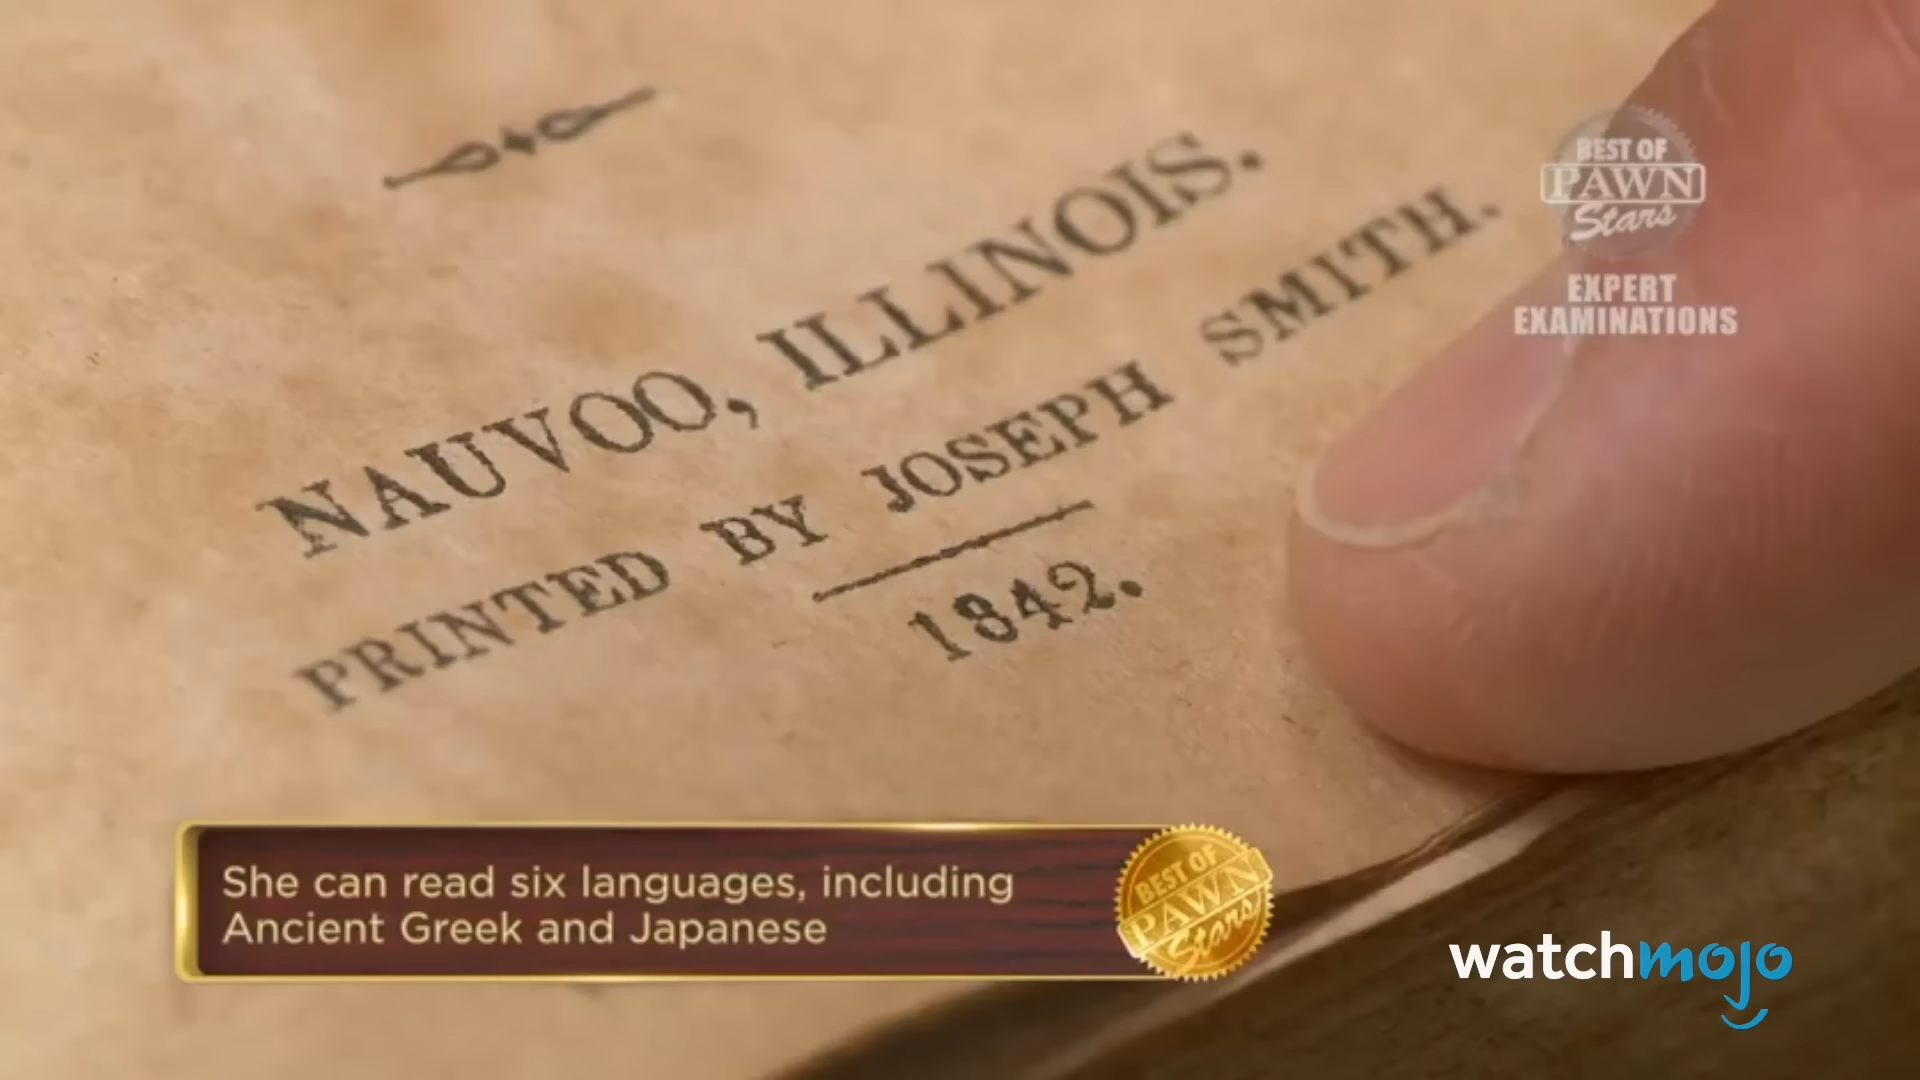 NAUVOO, ILLINOIS.
PRINTED BY JOSEPH SMITH.
1842.
BEST OF
PAWN
Stars
EXPERT
EXAMINATIONS
She can read six languages, including
Ancient Greek and Japanese
BEST OF
PAWN
Stars
watchmojo